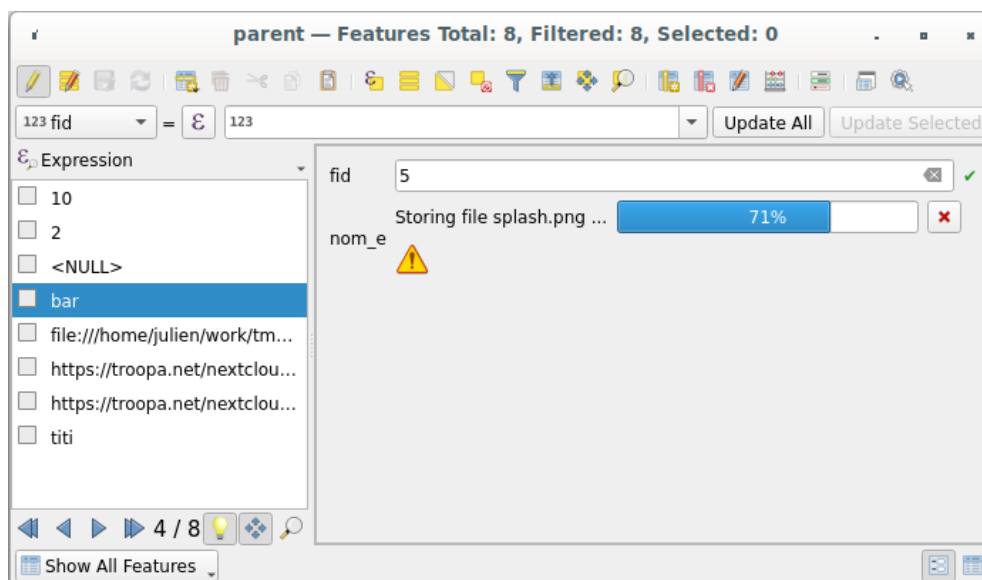 parent — Features Total: 8, Filtered: 8, Selected: 0
123 fid = ε 123 Update All Update Selected
Expression
10
2
<NULL>
bar
file:///home/julien/work/tm...
https://troopa.net/nextclou...
https://troopa.net/nextclou...
titi
fid 5
Storing file splash.png ... 71%
nom_e
4 / 8
Show All Features